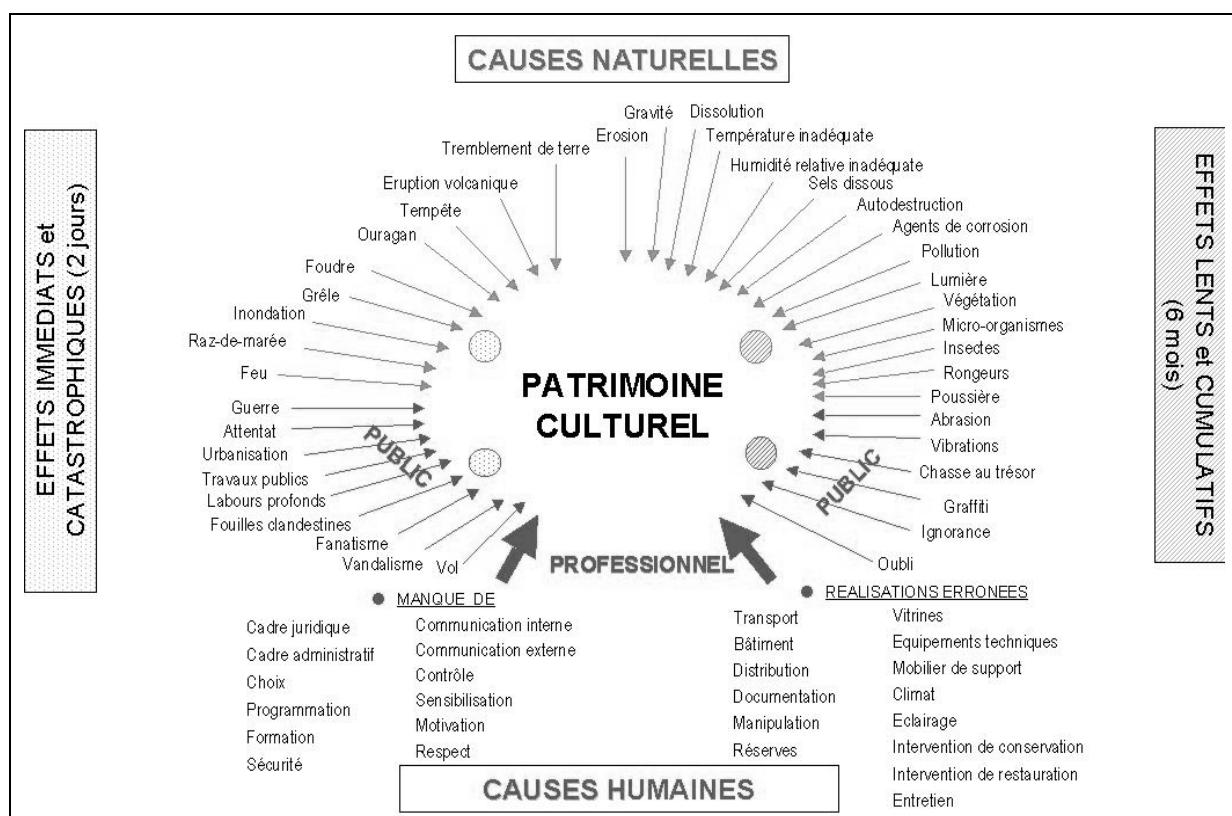 CAUSES NATURELLES
EFFETS IMMEDIATS et
CATASTROPHIQUES (2 jours)
Tremblement de terre
Eruption volcanique
Tempête
Ouragan
Foudre
Grêle
Inondation
Raz-de-marée
Feu
Guerre
Attentat
Urbanisation
Travaux publics
Labours profonds
Fouilles clandestines
Fanatisme
Vandalisme
Vol
PUBLIC
PATRIMOINE
CULTUREL
Erosion
Gravité
Dissolution
Température inadéquate
Humidité relative inadéquate
Sels dissous
Autodestruction
Agents de corrosion
Pollution
Lumière
Végétation
Micro-organismes
Insectes
Rongeurs
Poussière
Abrasion
Vibrations
Chasse au trésor
Graffiti
Ignorance
Oubli
PUBLIC
EFFETS LENTS et CUMULATIFS
(6 mois)
PROFESSIONNEL
MANQUE DE
Cadre juridique
Cadre administratif
Choix
Programmation
Formation
Sécurité
Communication interne
Communication externe
Contrôle
Sensibilisation
Motivation
Respect
REALISATIONS ERRONEES
Transport
Bâtiment
Distribution
Documentation
Manipulation
Réserves
Vitrines
Equipements techniques
Mobilier de support
Climat
Eclairage
Intervention de conservation
Intervention de restauration
Entretien
CAUSES HUMAINES